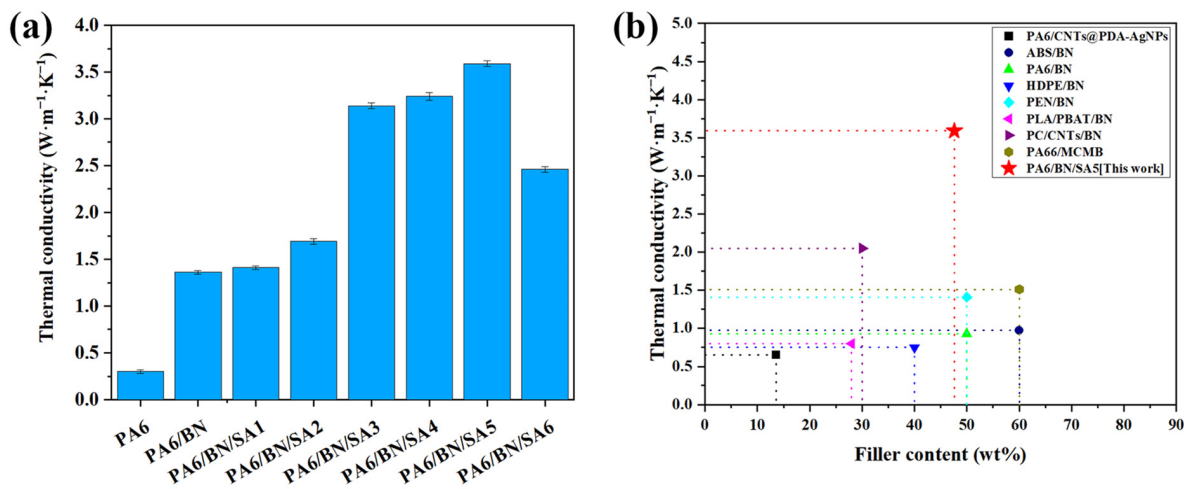 (a)
Thermal conductivity (W·m⁻¹·K⁻¹)
4.0
3.5
3.0
2.5
2.0
1.5
1.0
0.5
0.0
PA6
PA6/BN
PA6/BN/SA1
PA6/BN/SA2
PA6/BN/SA3
PA6/BN/SA4
PA6/BN/SA5
PA6/BN/SA6
(b)
Thermal conductivity (W·m⁻¹·K⁻¹)
5.0
4.5
4.0
3.5
3.0
2.5
2.0
1.5
1.0
0.5
0.0
PA6/CNTs@PDA-AgNPs
ABS/BN
PA6/BN
HDPE/BN
PEN/BN
PLA/PBAT/BN
PC/CNTs/BN
PA66/MCMB
PA6/BN/SA5[This work]
0 10 20 30 40 50 60 70 80 90
Filler content (wt%)